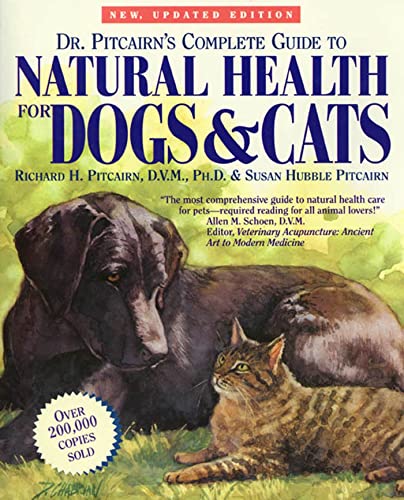 NEW, UPDATED EDITION
DR. PITCAIRN'S COMPLETE GUIDE TO
NATURAL HEALTH
FOR DOGS & CATS
RICHARD H. PITCAIRN, D.V.M., PH.D. & SUSAN HUBBLE PITCAIRN
"The most comprehensive guide to natural health care
for pets—required reading for all animal lovers!"
Allen M. Schoen, D.V.M.
Editor, Veterinary Acupuncture: Ancient
Art to Modern Medicine
OVER
200,000
COPIES
SOLD
D. CHAPMAN